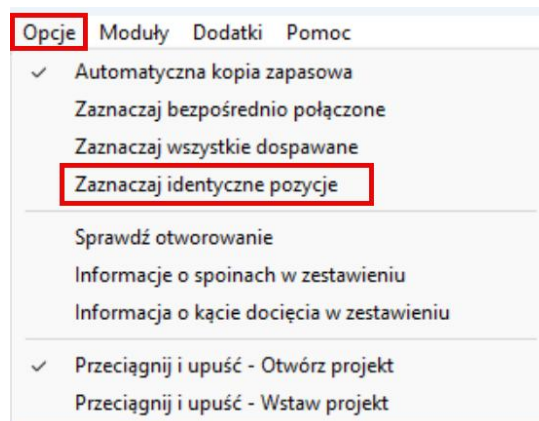 Opcje Moduły Dodatki Pomoc
Automatyczna kopia zapasowa
Zaznaczaj bezpośrednio połączone
Zaznaczaj wszystkie dospawane
Zaznaczaj identyczne pozycje
Sprawdź otworowanie
Informacje o spoinach w zestawieniu
Informacja o kącie docięcia w zestawieniu
Przeciągnij i upuść - Otwórz projekt
Przeciągnij i upuść - Wstaw projekt